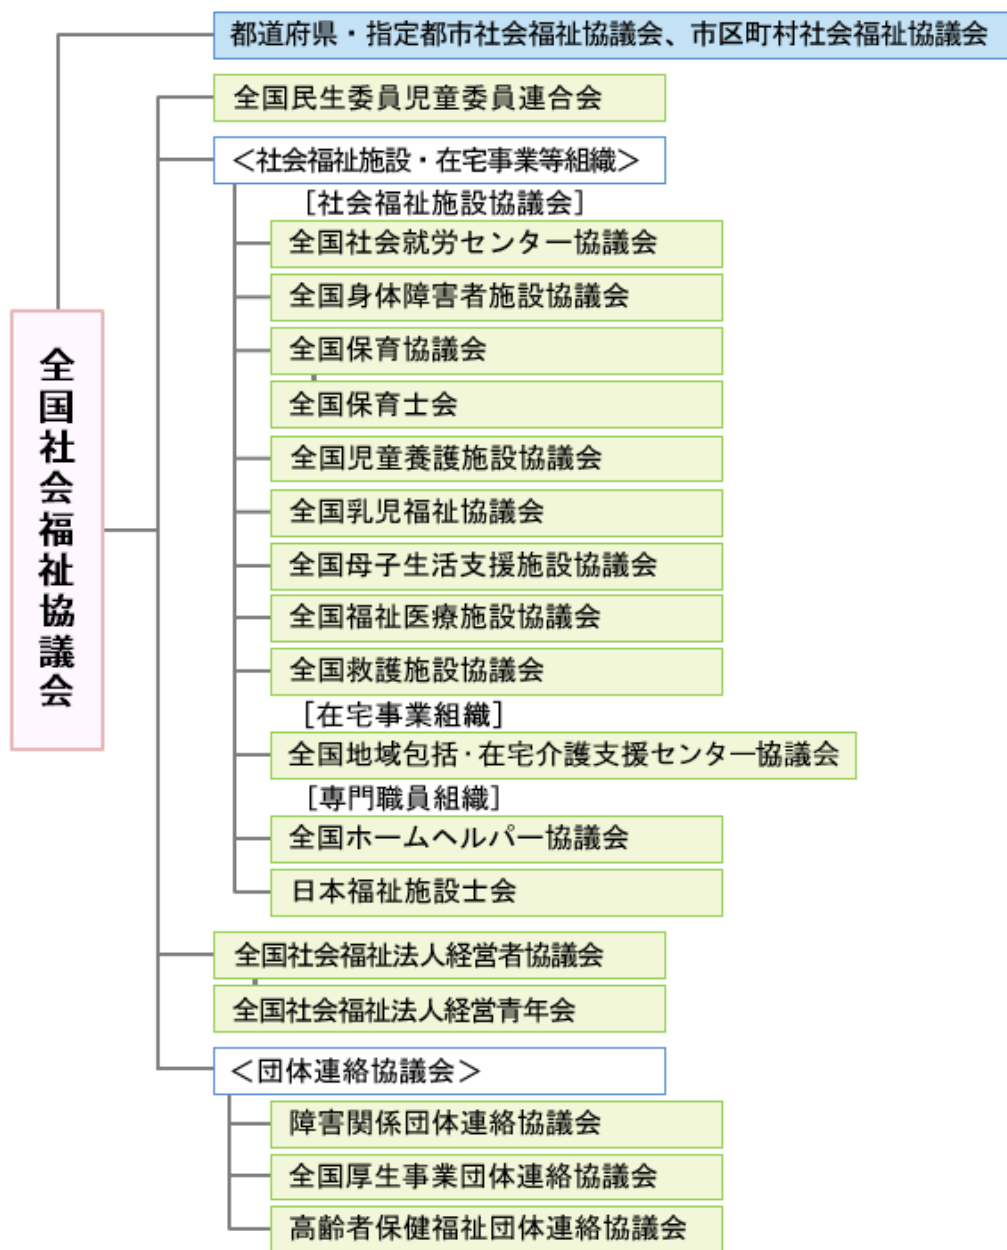 都道府県・指定都市社会福祉協議会、市区町村社会福祉協議会
全国民生委員児童委員連合会
＜社会福祉施設・在宅事業等組織＞
［社会福祉施設協議会］
全国社会就労センター協議会
全国身体障害者施設協議会
全国保育協議会
全国保育士会
全国児童養護施設協議会
全国乳児福祉協議会
全国母子生活支援施設協議会
全国福祉医療施設協議会
全国救護施設協議会
［在宅事業組織］
全国地域包括・在宅介護支援センター協議会
［専門職員組織］
全国ホームヘルパー協議会
日本福祉施設士会
全国社会福祉法人経営者協議会
全国社会福祉法人経営青年会
＜団体連絡協議会＞
障害関係団体連絡協議会
全国厚生事業団体連絡協議会
高齢者保健福祉団体連絡協議会
全国社会福祉協議会